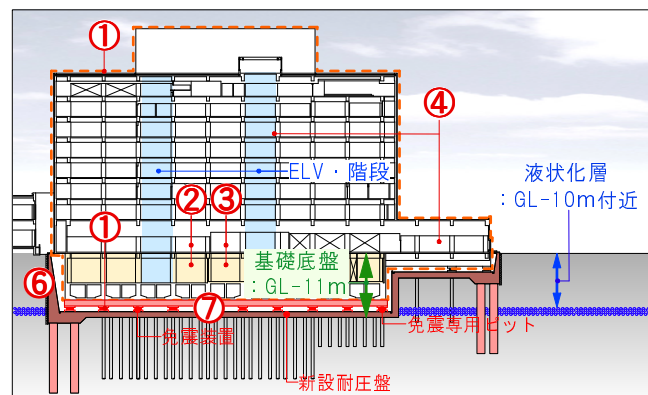 ①
④
ELV・階段
液状化層
：GL-10m付近
②
③
①
基礎底盤
：GL-11m
⑥
⑦
免震装置
免震専用ピット
新設耐圧盤